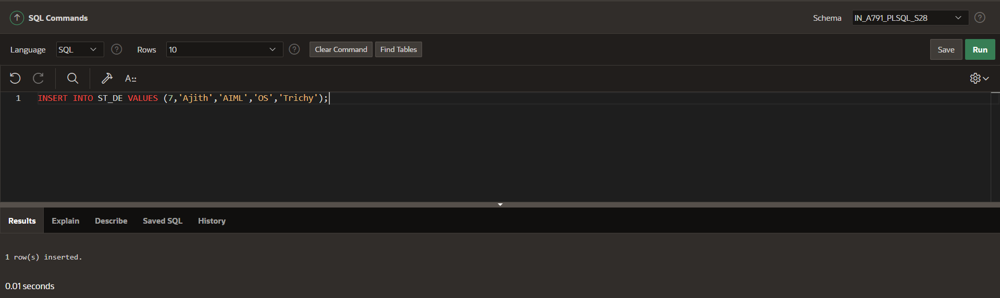 SQL Commands
Schema IN_A791_PLSQL_S28 ?
Language SQL ? Rows 10 ? Clear Command Find Tables Save Run
A::
1 INSERT INTO ST_DE VALUES (7,'Ajith','AIML','OS','Trichy');
Results Explain Describe Saved SQL History
1 row(s) inserted.
0.01 seconds